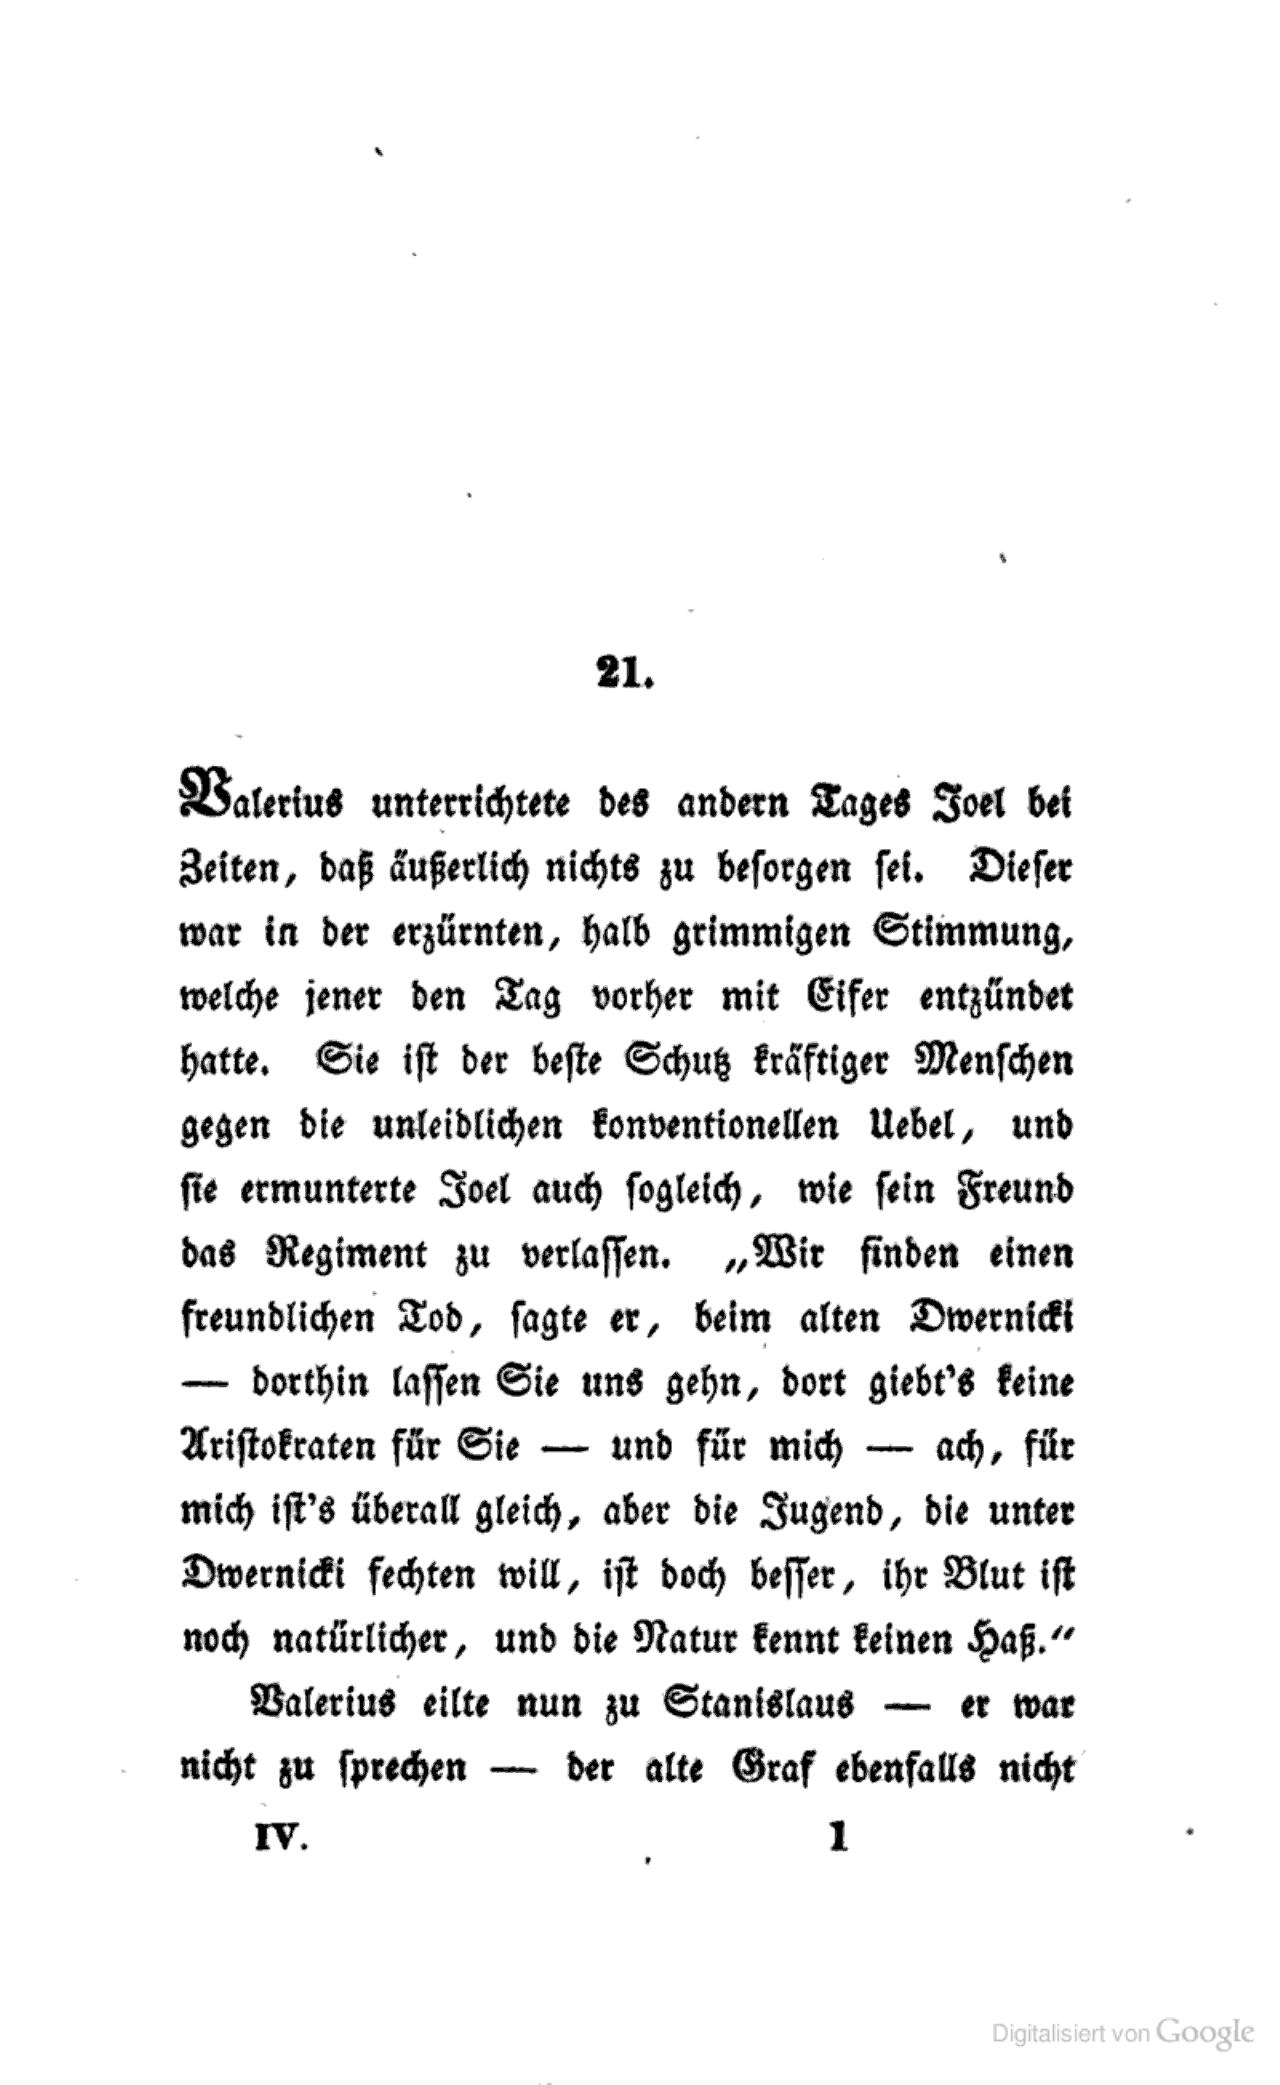 21.
Valerius unterrichtete des andern Tages Joel bei
Zeiten, daß äußerlich nichts zu besorgen sei. Dieser
war in der erzürnten, halb grimmigen Stimmung,
welche jener den Tag vorher mit Eifer entzündet
hatte. Sie ist der beste Schutz kräftiger Menschen
gegen die unleidlichen konventionellen Uebel, und
sie ermunterte Joel auch sogleich, wie sein Freund
das Regiment zu verlassen. „Wir finden einen
freundlichen Tod, sagte er, beim alten Dwernicki
— dorthin lassen Sie uns gehn, dort giebt's keine
Aristokraten für Sie — und für mich — ach, für
mich ist's überall gleich, aber die Jugend, die unter
Dwernicki fechten will, ist doch besser, ihr Blut ist
noch natürlicher, und die Natur kennt keinen Haß.“
Valerius eilte nun zu Stanislaus — er war
nicht zu sprechen — der alte Graf ebenfalls nicht
IV. 1
Digitalisiert von Google